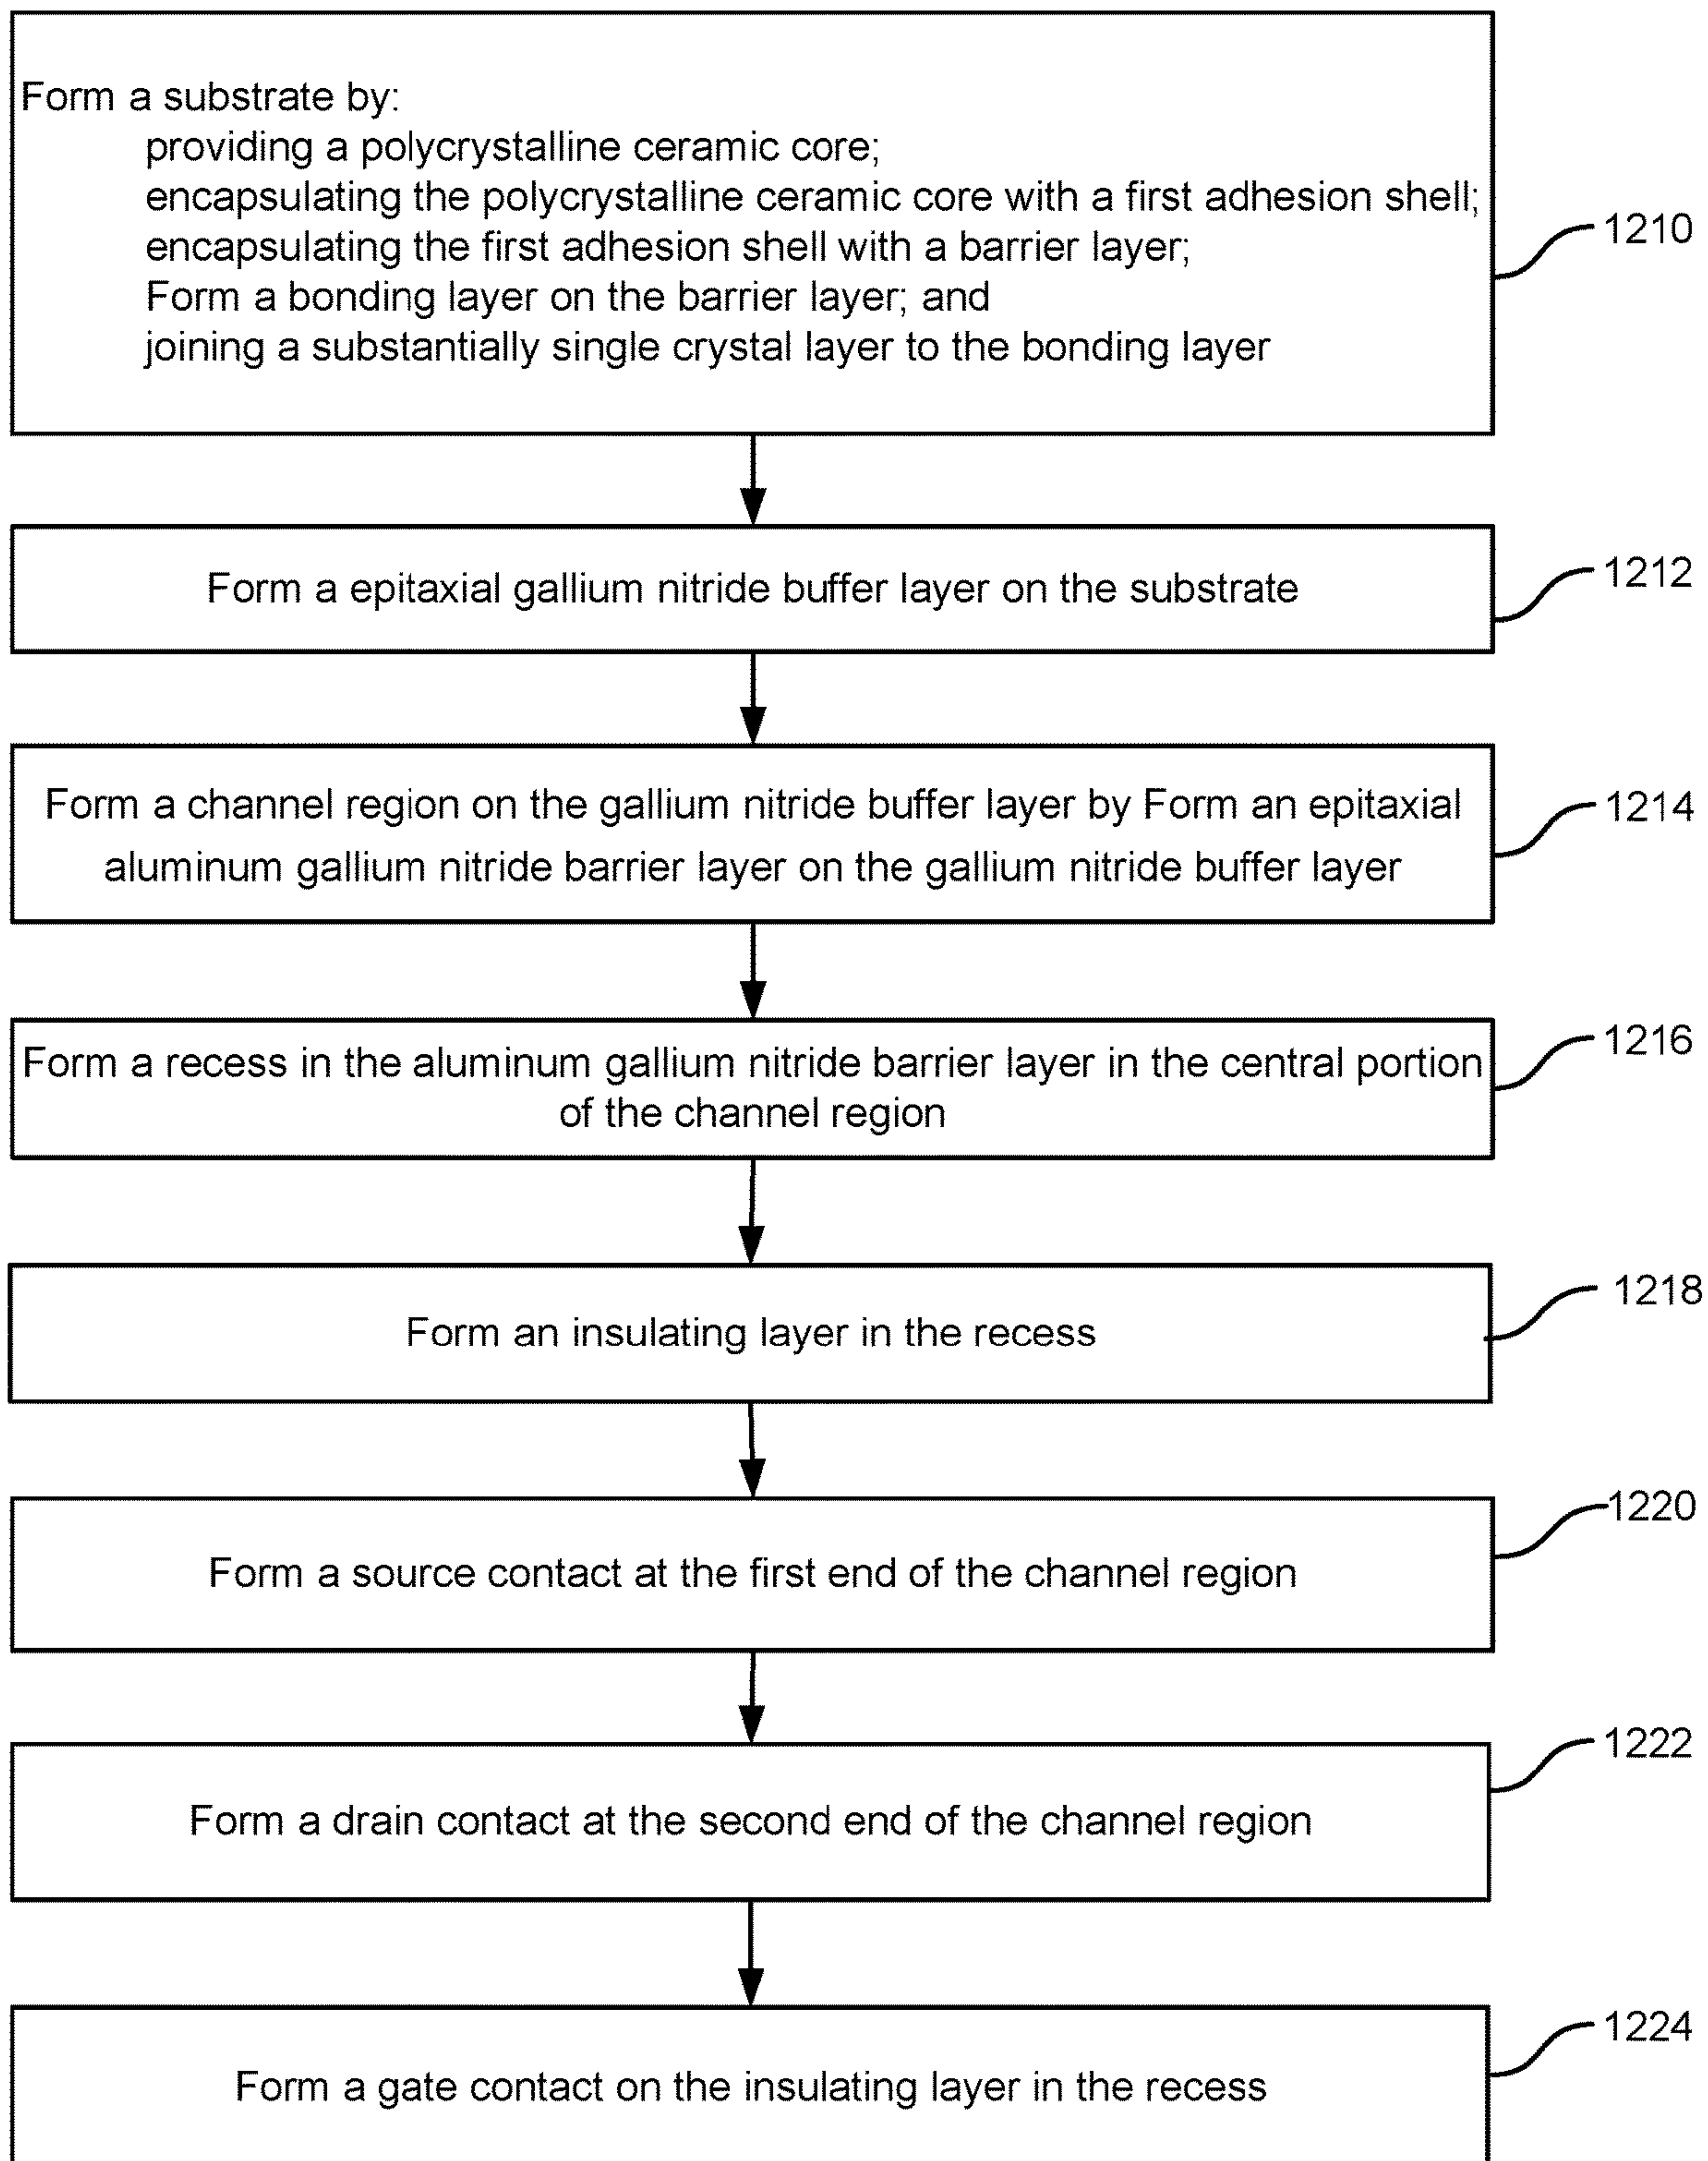 Form a substrate by:
providing a polycrystalline ceramic core;
encapsulating the polycrystalline ceramic core with a first adhesion shell;
encapsulating the first adhesion shell with a barrier layer;
Form a bonding layer on the barrier layer; and
joining a substantially single crystal layer to the bonding layer
1210
Form a epitaxial gallium nitride buffer layer on the substrate
1212
Form a channel region on the gallium nitride buffer layer by Form an epitaxial
aluminum gallium nitride barrier layer on the gallium nitride buffer layer
1214
Form a recess in the aluminum gallium nitride barrier layer in the central portion
of the channel region
1216
Form an insulating layer in the recess
1218
Form a source contact at the first end of the channel region
1220
Form a drain contact at the second end of the channel region
1222
Form a gate contact on the insulating layer in the recess
1224